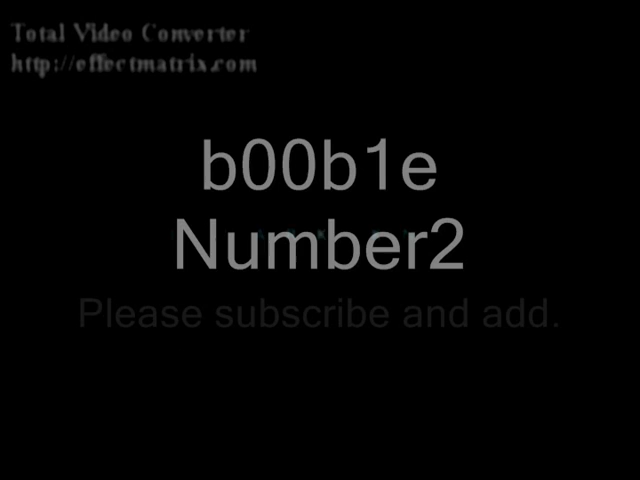 Total Video Converter
http://effectmatrix.com
b00b1e
Number2
Please subscribe and add.